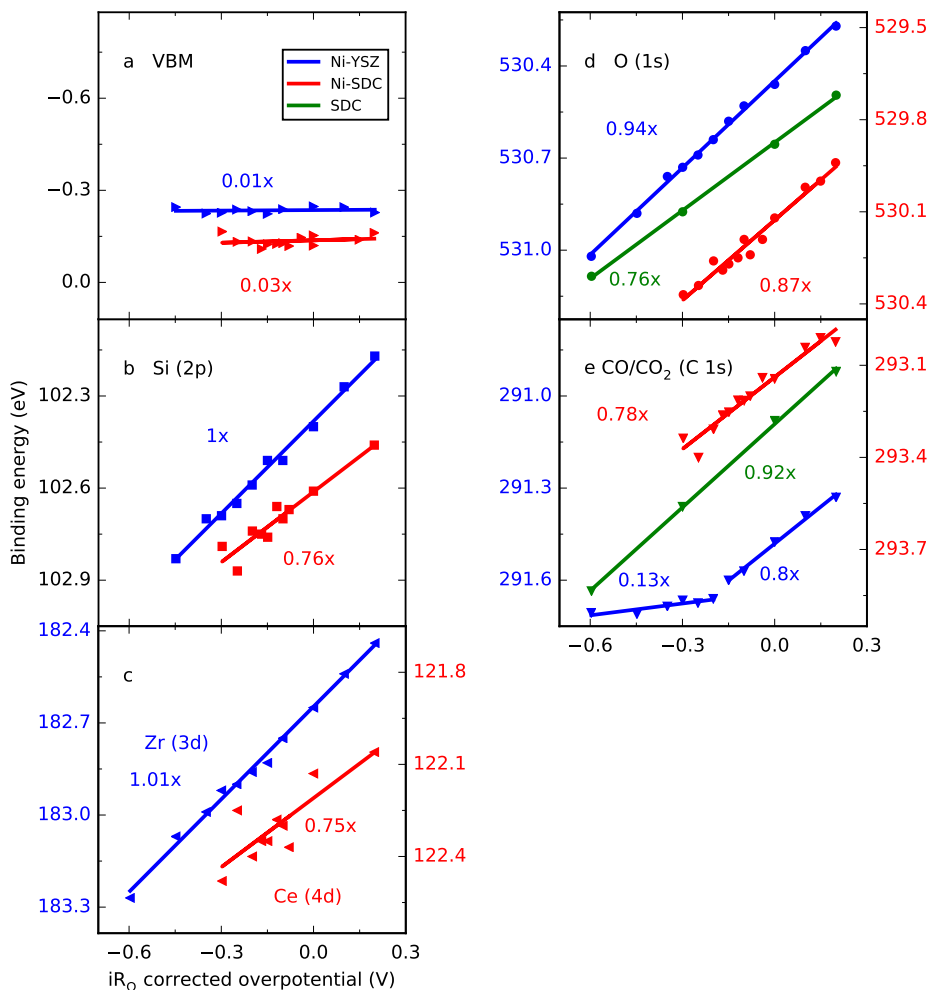 a VBM
Ni-YSZ
Ni-SDC
SDC
−0.6
−0.3
0.0
0.01x
0.03x
b Si (2p)
102.3
102.6
102.9
1x
0.76x
Binding energy (eV)
c
182.4
182.7
183.0
183.3
121.8
122.1
122.4
Zr (3d)
1.01x
0.75x
Ce (4d)
−0.6
−0.3
0.0
0.3
iRΩ corrected overpotential (V)
d O (1s)
530.4
530.7
531.0
529.5
529.8
530.1
530.4
0.94x
0.76x
0.87x
e CO/CO₂ (C 1s)
291.0
291.3
291.6
293.1
293.4
293.7
0.78x
0.92x
0.13x
0.8x
−0.6
−0.3
0.0
0.3